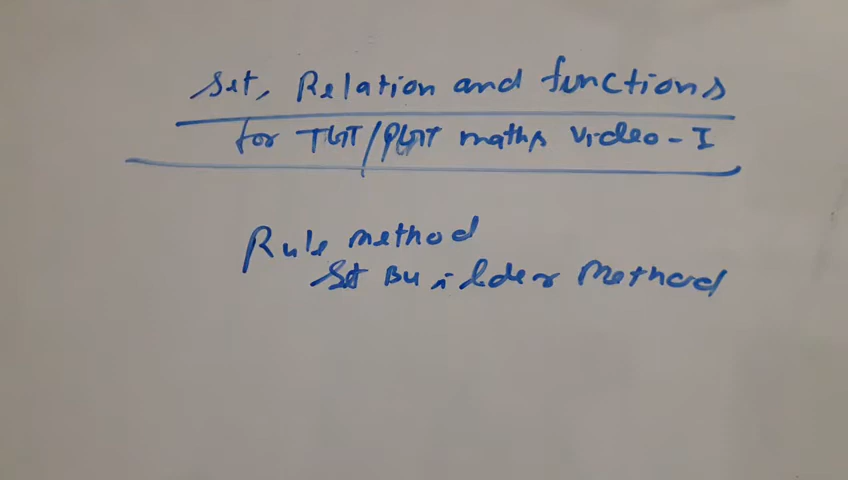 Set, Relation and functions
for TGT/PGT maths video-I
Rule method
Set Builder Method